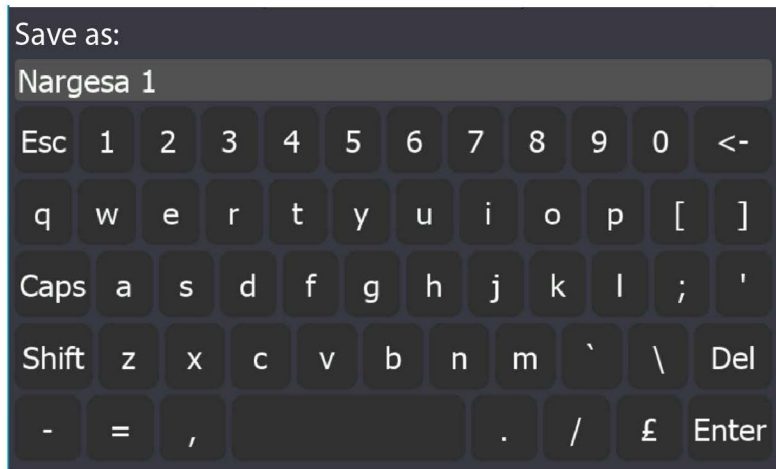 Save as:
Nargesa 1
Esc 1 2 3 4 5 6 7 8 9 0 <-
q w e r t y u i o p [ ]
Caps a s d f g h j k l ; '
Shift z x c v b n m ` \ Del
- = , . / £ Enter